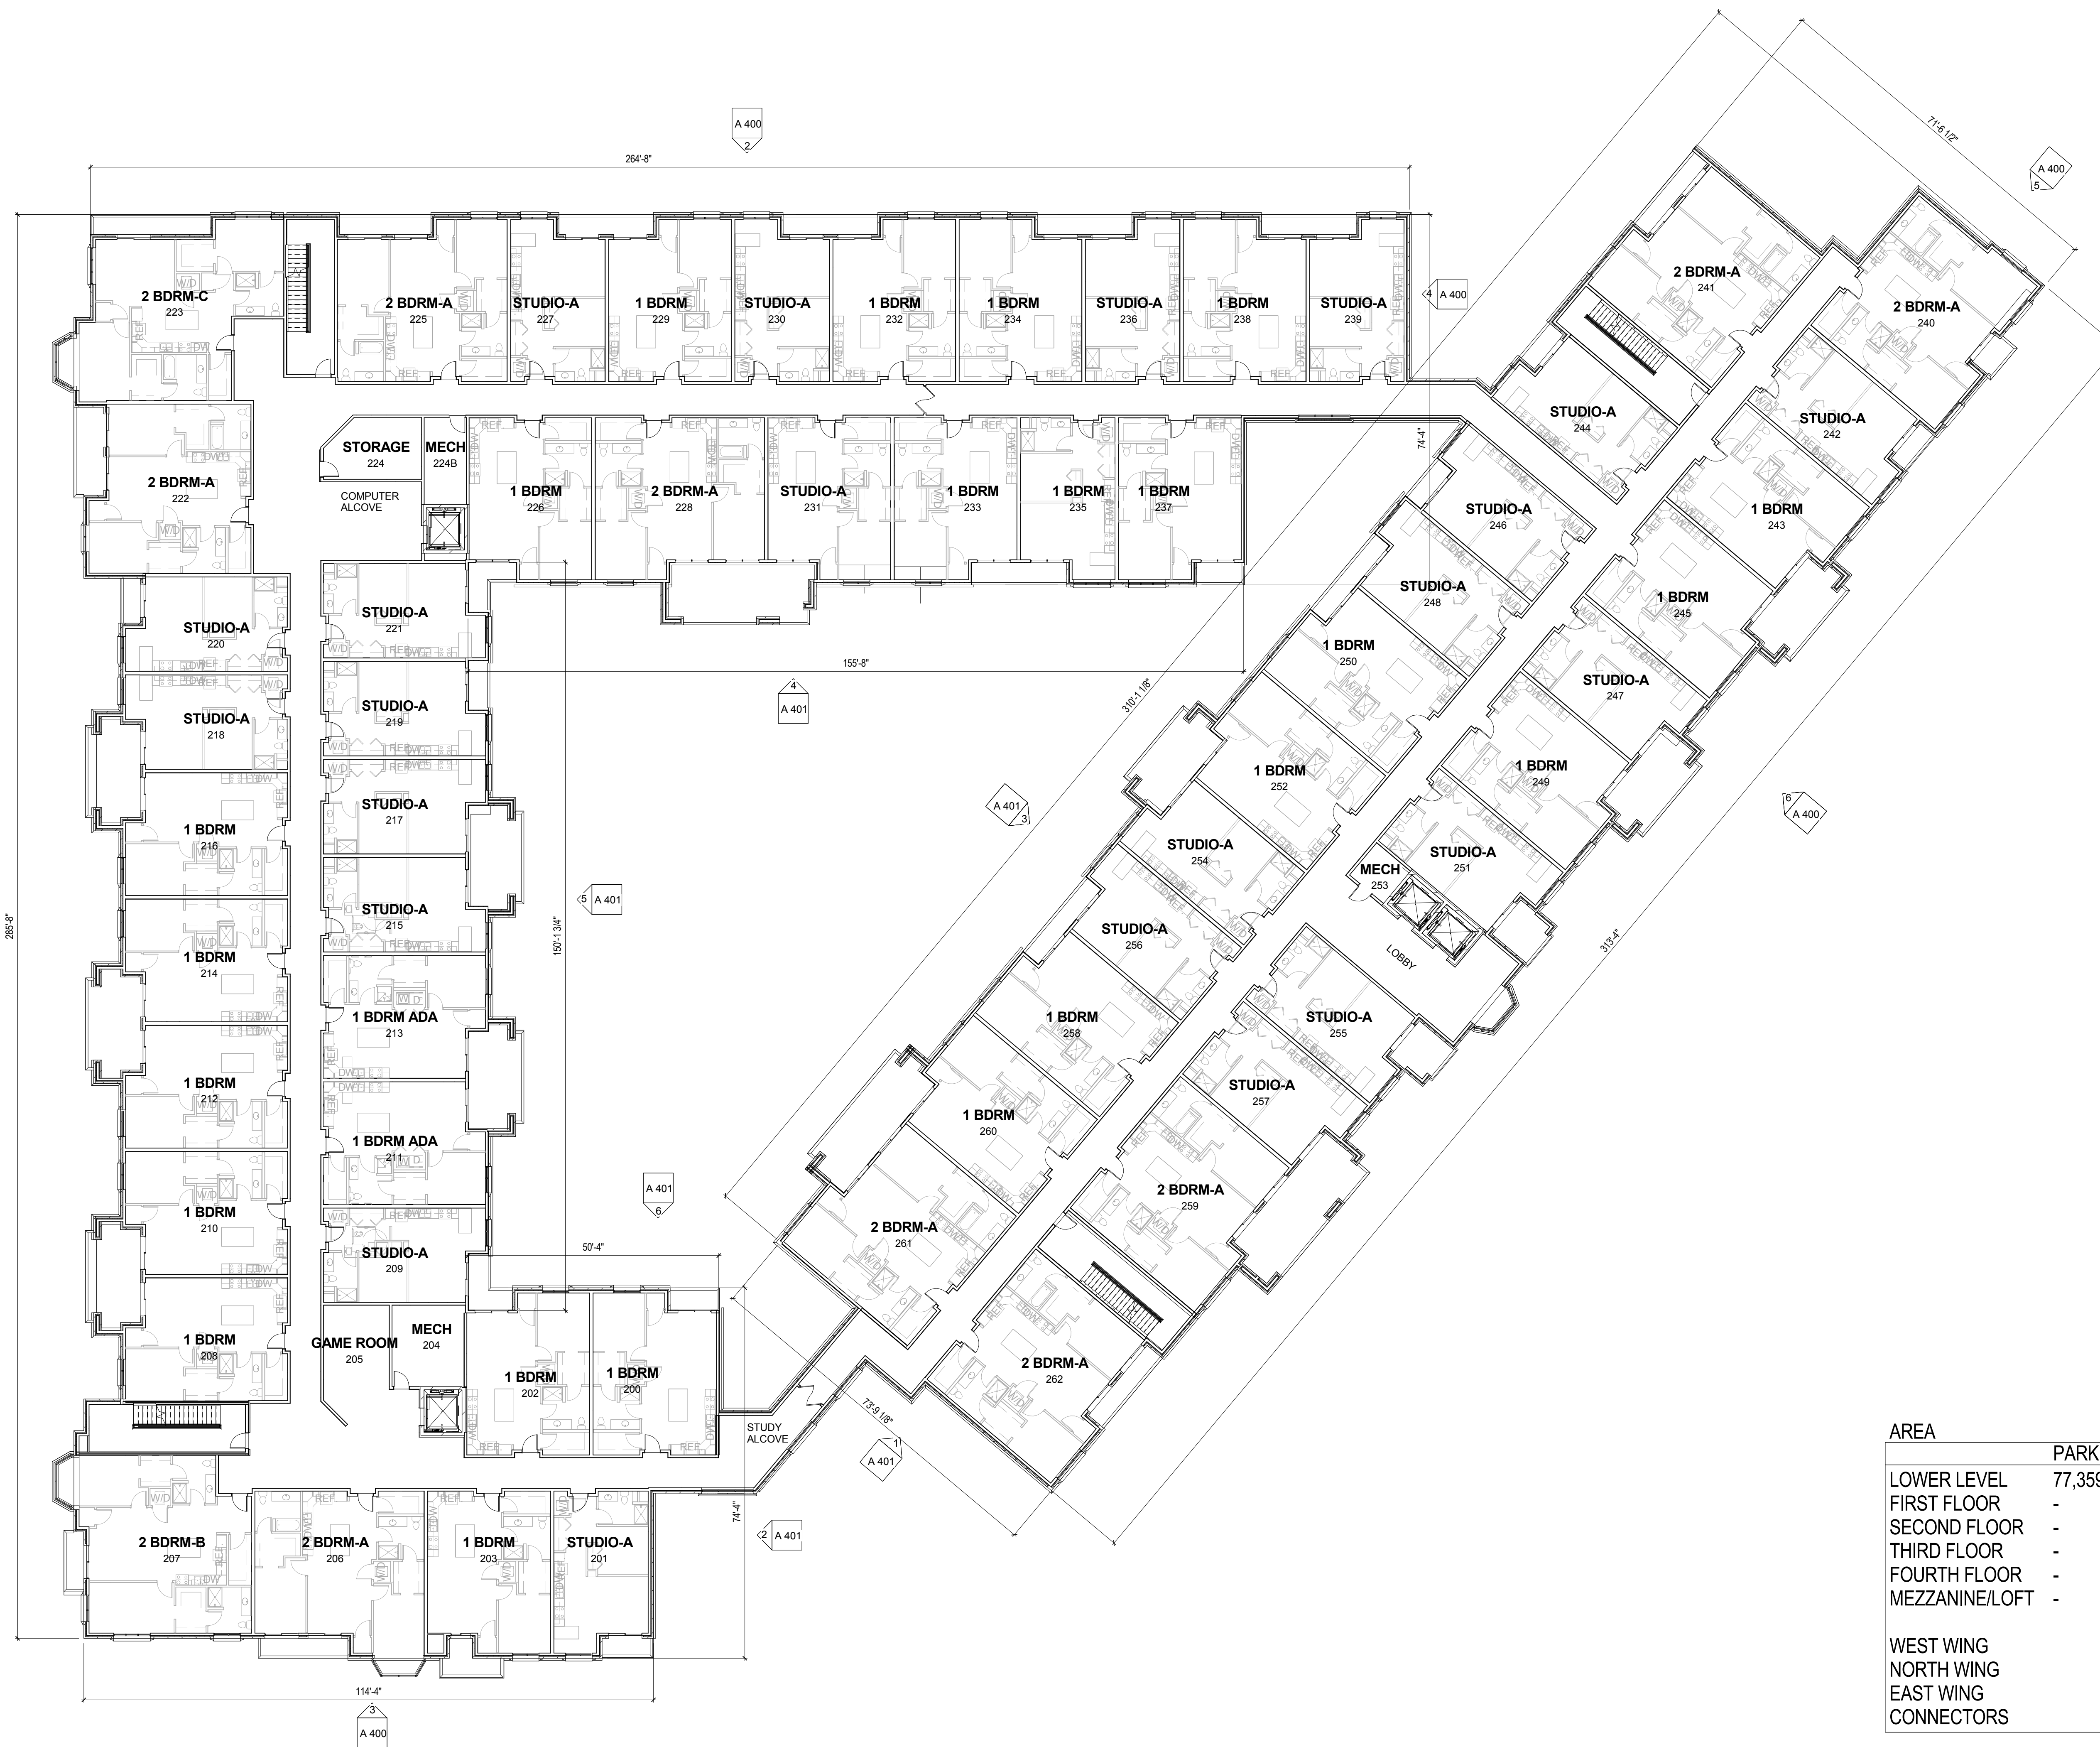 A 400
2
264'-8"
71'-6 1/2"
A 400
5
2 BDRM-C
223
2 BDRM-A
225
STUDIO-A
227
1 BDRM
229
STUDIO-A
230
1 BDRM
232
1 BDRM
234
STUDIO-A
236
1 BDRM
238
STUDIO-A
239
4
A 400
2 BDRM-A
241
2 BDRM-A
240
STUDIO-A
244
STUDIO-A
242
74'-4"
2 BDRM-A
222
STORAGE
224
MECH
224B
COMPUTER
ALCOVE
1 BDRM
226
2 BDRM-A
228
STUDIO-A
231
1 BDRM
233
1 BDRM
235
1 BDRM
237
STUDIO-A
246
1 BDRM
243
STUDIO-A
248
1 BDRM
245
STUDIO-A
220
STUDIO-A
221
1 BDRM
250
STUDIO-A
247
155'-8"
4
A 401
310'-1 1/8"
STUDIO-A
218
STUDIO-A
219
1 BDRM
252
1 BDRM
249
A 401
3
6
A 400
1 BDRM
216
STUDIO-A
217
STUDIO-A
254
STUDIO-A
251
MECH
253
285'-8"
5
A 401
150'-1 3/4"
STUDIO-A
215
STUDIO-A
256
LOBBY
313'-4"
1 BDRM
214
1 BDRM ADA
213
1 BDRM
258
STUDIO-A
255
1 BDRM
212
1 BDRM ADA
211
1 BDRM
260
STUDIO-A
257
A 401
6
1 BDRM
210
STUDIO-A
209
50'-4"
2 BDRM-A
261
2 BDRM-A
259
1 BDRM
208
GAME ROOM
205
MECH
204
1 BDRM
202
1 BDRM
200
2 BDRM-A
262
STUDY
ALCOVE
73'-9 1/8"
1
A 401
2 BDRM-B
207
2 BDRM-A
206
1 BDRM
203
STUDIO-A
201
74'-4"
2
A 401
114'-4"
3
A 400
AREA
PARK
LOWER LEVEL 77,359
FIRST FLOOR -
SECOND FLOOR -
THIRD FLOOR -
FOURTH FLOOR -
MEZZANINE/LOFT -
WEST WING
NORTH WING
EAST WING
CONNECTORS